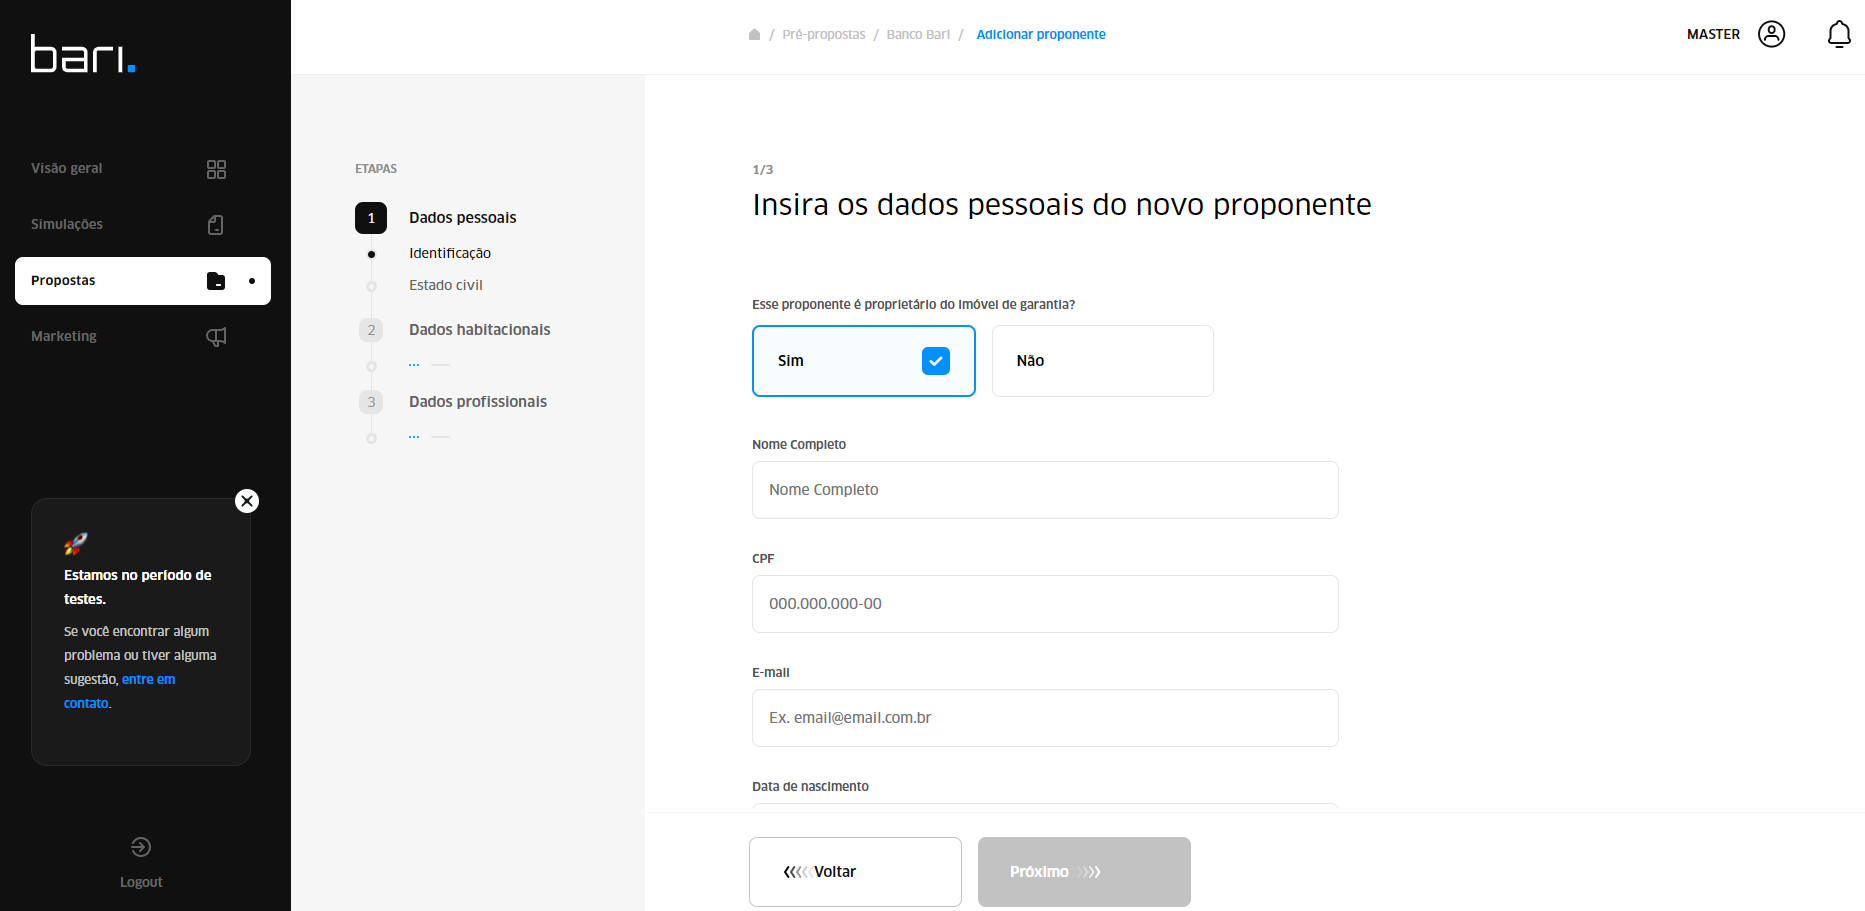 bari.
Visão geral
Simulações
Propostas
Marketing
Estamos no período de
testes.
Se você encontrar algum
problema ou tiver alguma
sugestão, entre em
contato.
Logout
/ Pré-propostas / Banco Bari / Adicionar proponente
MASTER
ETAPAS
1 Dados pessoais
Identificação
Estado civil
2 Dados habitacionais
...
3 Dados profissionais
...
1/3
Insira os dados pessoais do novo proponente
Esse proponente é proprietário do imóvel de garantia?
Sim
Não
Nome Completo
Nome Completo
CPF
000.000.000-00
E-mail
Ex. email@email.com.br
Data de nascimento
Voltar
Próximo